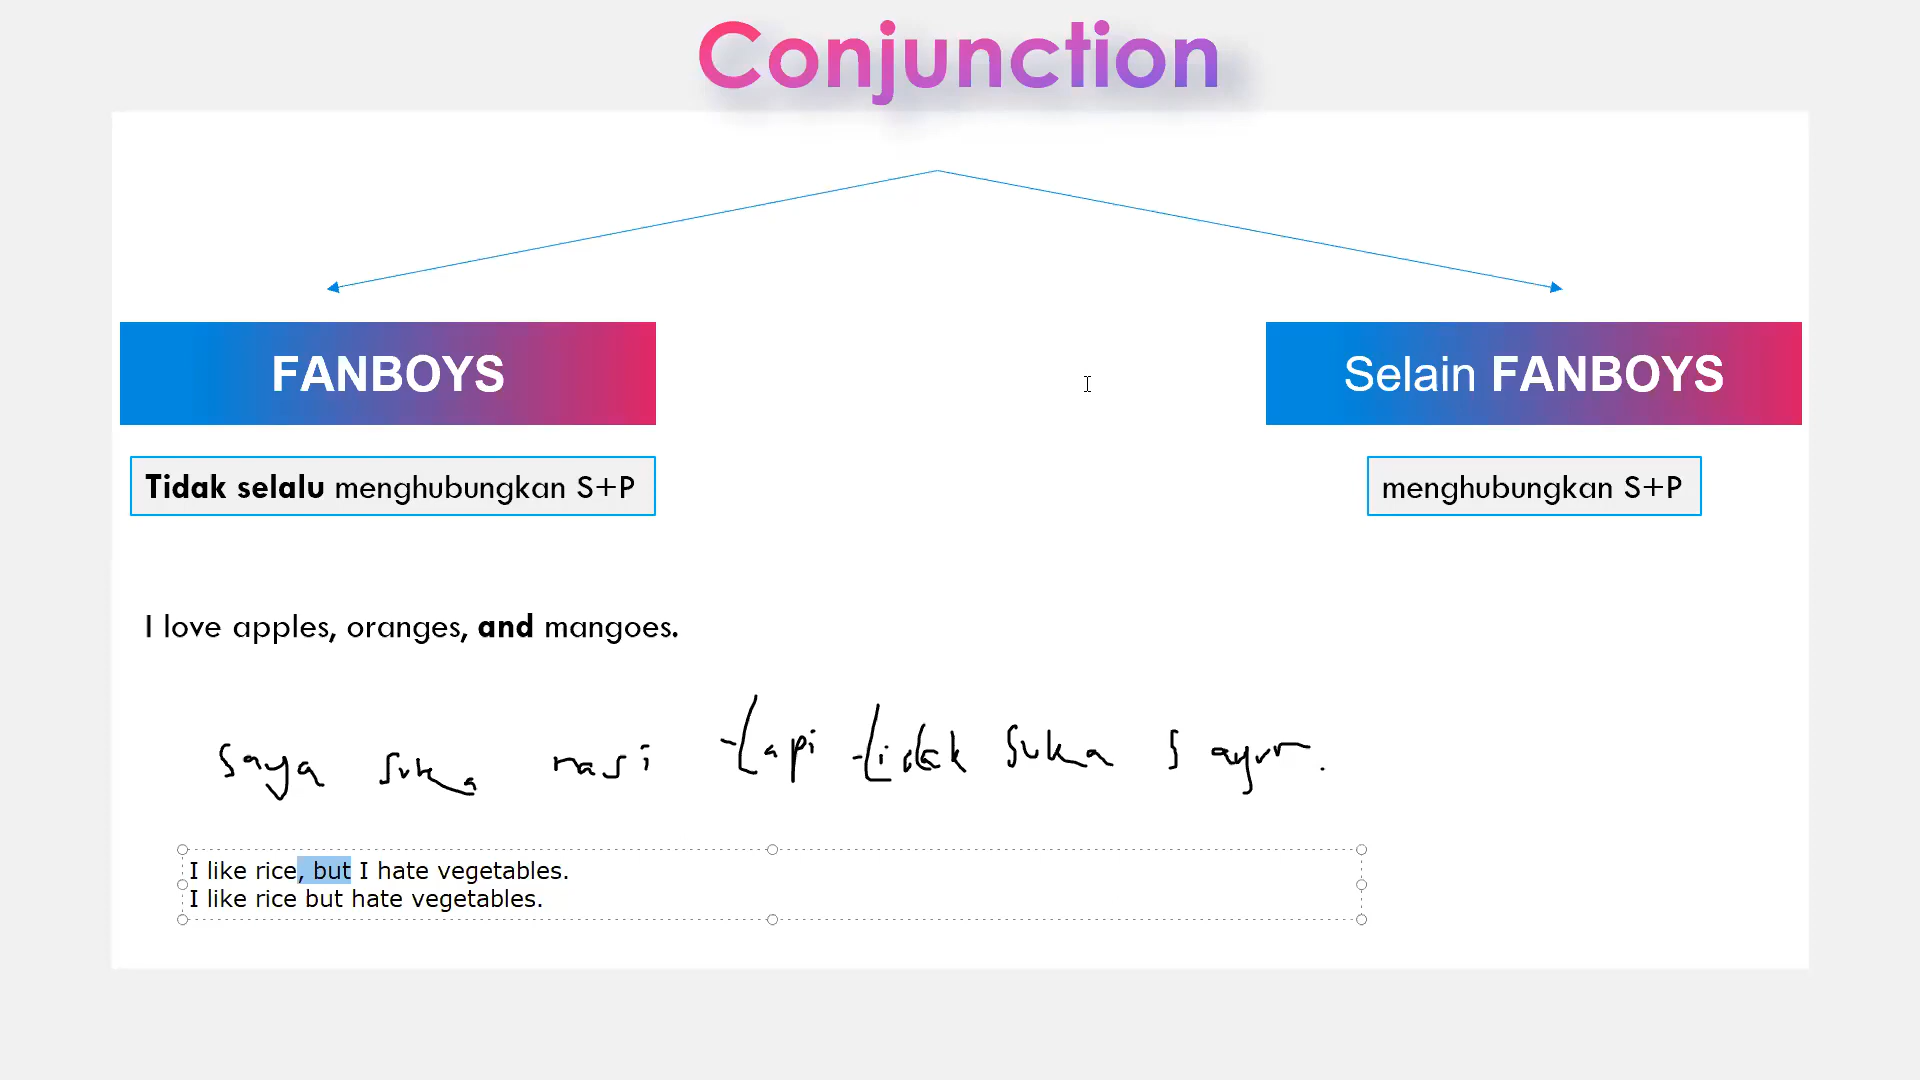 Conjunction
FANBOYS
Selain FANBOYS
Tidak selalu menghubungkan S+P
menghubungkan S+P
I love apples, oranges, and mangoes.
Saya suka nasi tapi tidak suka sayur.
I like rice, but I hate vegetables.
I like rice but hate vegetables.